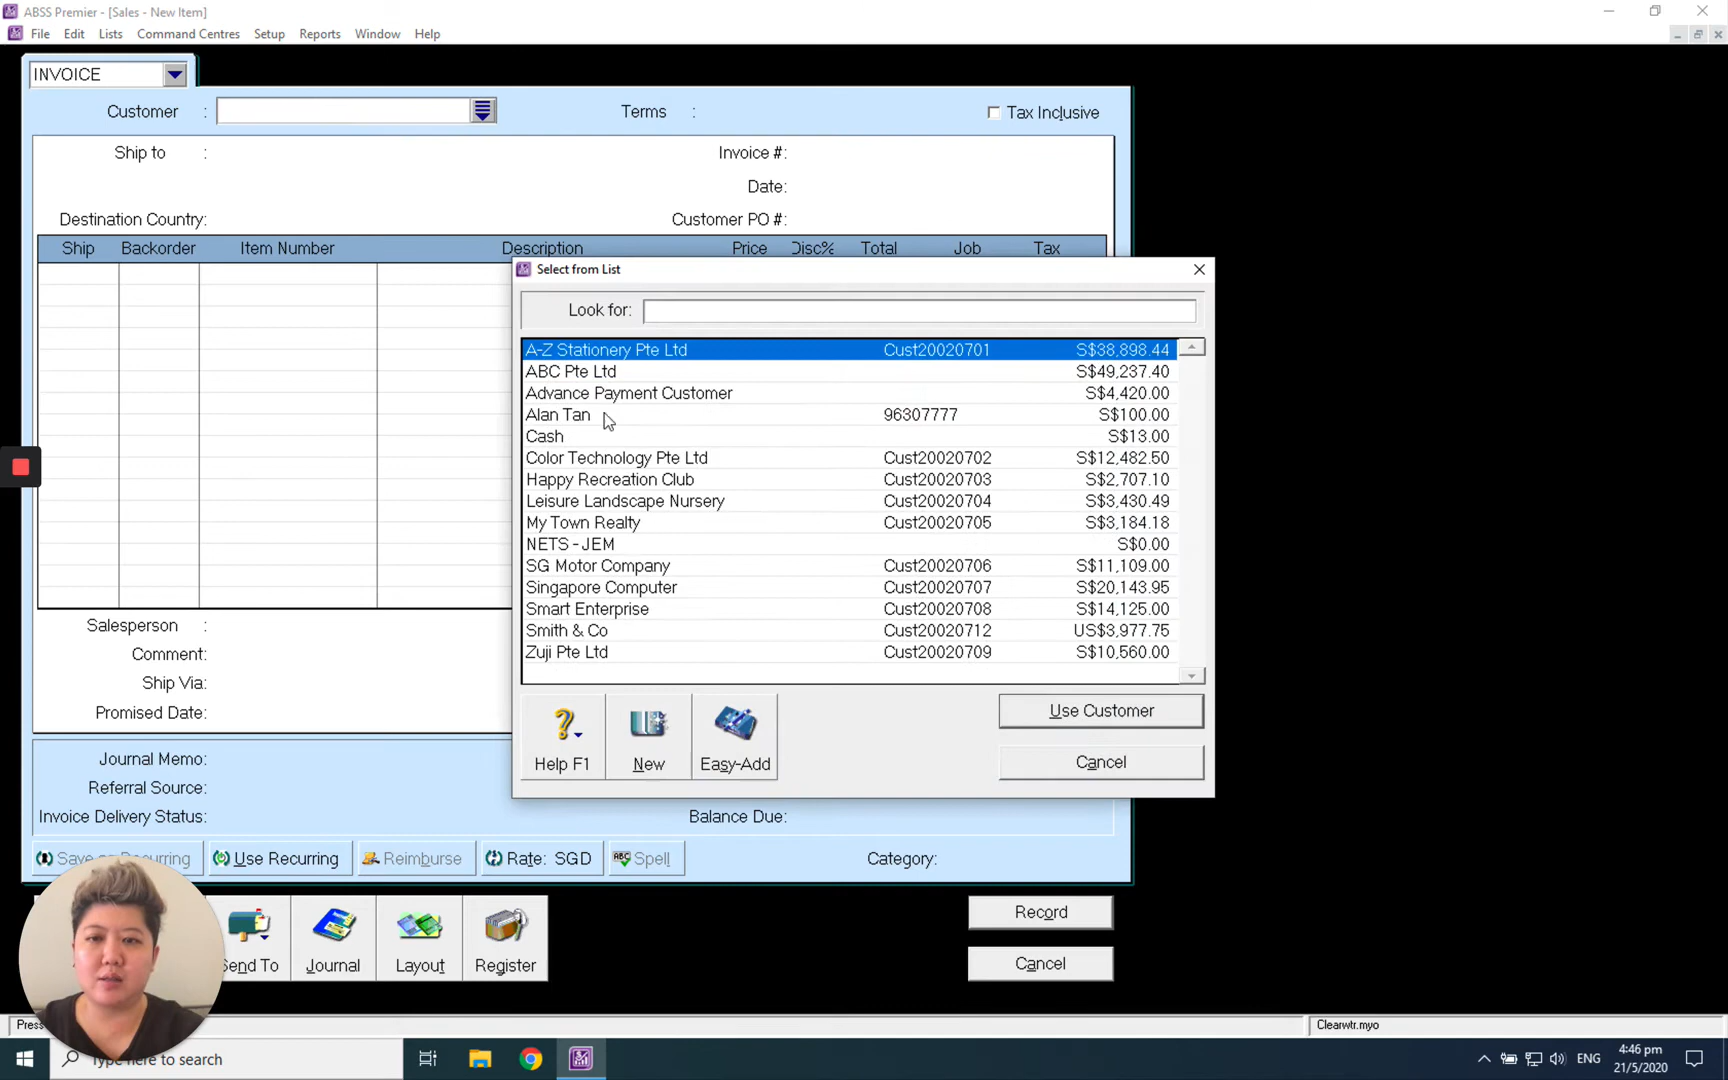 ABSS Premier - [Sales - New Item]
File Edit Lists Command Centres Setup Reports Window Help
INVOICE
Customer : Terms : Tax Inclusive
Ship to : Invoice #:
Date:
Destination Country: Customer PO #:
Ship Backorder Item Number Description Price Disc% Total Job Tax
Select from List
Look for:
A-Z Stationery Pte Ltd Cust20020701 S$38,898.44
ABC Pte Ltd S$49,237.40
Advance Payment Customer S$4,420.00
Alan Tan 96307777 S$100.00
Cash S$13.00
Color Technology Pte Ltd Cust20020702 S$12,482.50
Happy Recreation Club Cust20020703 S$2,707.10
Leisure Landscape Nursery Cust20020704 S$3,430.49
My Town Realty Cust20020705 S$3,184.18
NETS - JEM S$0.00
SG Motor Company Cust20020706 S$11,109.00
Singapore Computer Cust20020707 S$20,143.95
Smart Enterprise Cust20020708 S$14,125.00
Smith & Co Cust20020712 US$3,977.75
Zuji Pte Ltd Cust20020709 S$10,560.00
Help F1 New Easy-Add Use Customer
Cancel
Salesperson :
Comment:
Ship Via:
Promised Date:
Journal Memo:
Referral Source:
Invoice Delivery Status: Balance Due:
Save as Recurring Use Recurring Reimburse Rate: SGD ABC Spell Category:
Send To Journal Layout Register Record
Cancel
Press Clearwtr.myo
Type here to search ENG 4:46 pm
21/5/2020